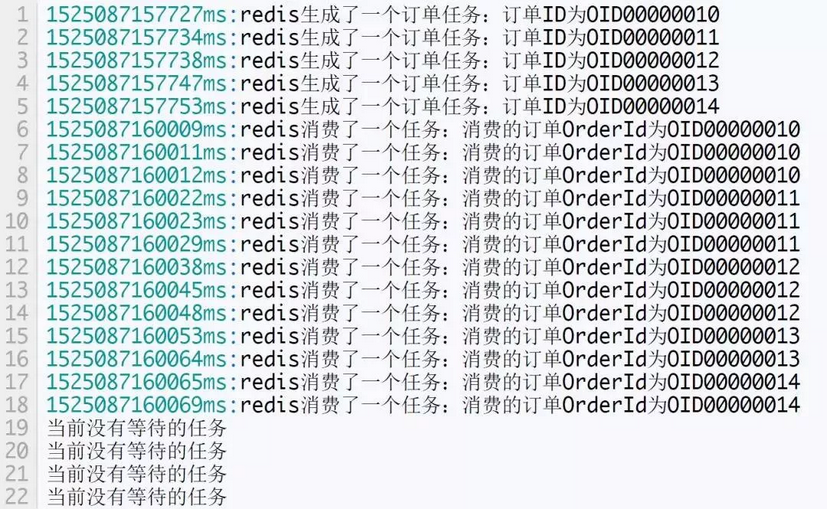 1 1525087157727ms:redis生成了一个订单任务：订单ID为OID00000010
2 1525087157734ms:redis生成了一个订单任务：订单ID为OID00000011
3 1525087157738ms:redis生成了一个订单任务：订单ID为OID00000012
4 1525087157747ms:redis生成了一个订单任务：订单ID为OID00000013
5 1525087157753ms:redis生成了一个订单任务：订单ID为OID00000014
6 1525087160009ms:redis消费了一个任务：消费的订单OrderId为OID00000010
7 1525087160011ms:redis消费了一个任务：消费的订单OrderId为OID00000010
8 1525087160012ms:redis消费了一个任务：消费的订单OrderId为OID00000010
9 1525087160022ms:redis消费了一个任务：消费的订单OrderId为OID00000011
10 1525087160023ms:redis消费了一个任务：消费的订单OrderId为OID00000011
11 1525087160029ms:redis消费了一个任务：消费的订单OrderId为OID00000011
12 1525087160038ms:redis消费了一个任务：消费的订单OrderId为OID00000012
13 1525087160045ms:redis消费了一个任务：消费的订单OrderId为OID00000012
14 1525087160048ms:redis消费了一个任务：消费的订单OrderId为OID00000012
15 1525087160053ms:redis消费了一个任务：消费的订单OrderId为OID00000013
16 1525087160064ms:redis消费了一个任务：消费的订单OrderId为OID00000013
17 1525087160065ms:redis消费了一个任务：消费的订单OrderId为OID00000014
18 1525087160069ms:redis消费了一个任务：消费的订单OrderId为OID00000014
19 当前没有等待的任务
20 当前没有等待的任务
21 当前没有等待的任务
22 当前没有等待的任务